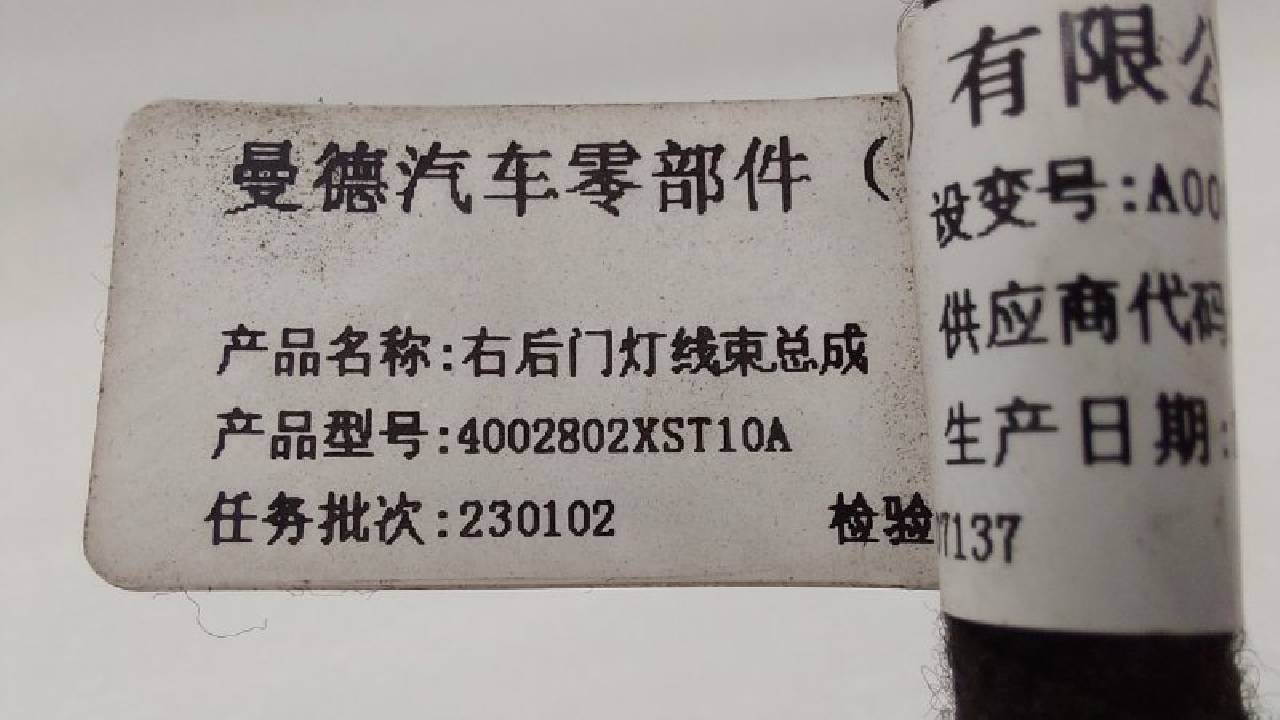 曼德汽车零部件（
有限公
产品名称:右后门灯线束总成
设变号:A00
产品型号:4002802XST10A
供应商代码
任务批次:230102
生产日期:
检验
7137